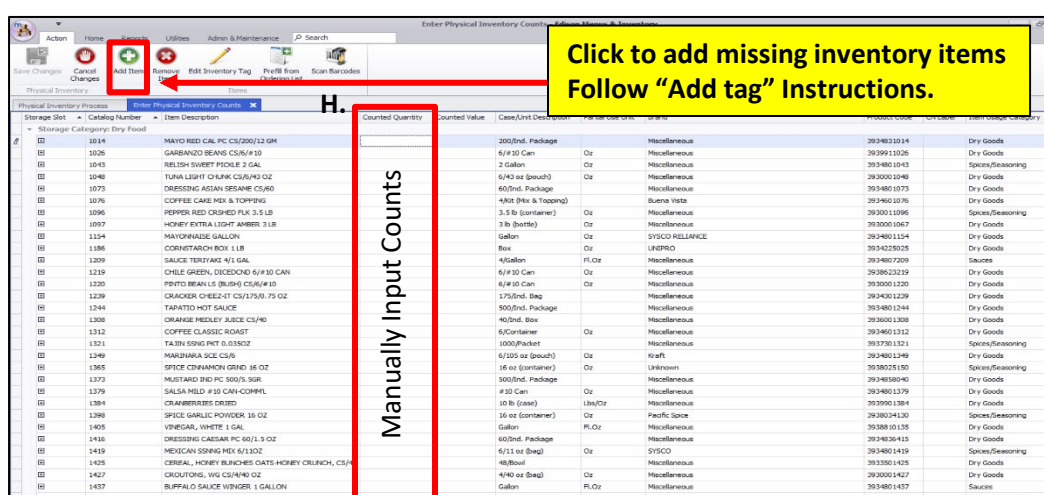 Enter Physical Inventory Counts - Edison Menus & Inventory
Action Home Reports Utilities Admin & Maintenance Search
Save Changes Cancel Changes Add Items Remove Items Edit Inventory Tag Prefill from Ordering List Scan Barcodes
Physical Inventory Items
Click to add missing inventory items
Follow “Add tag” Instructions.
Physical Inventory Process Enter Physical Inventory Counts
H.
Storage Slot Catalog Number Item Description Counted Quantity Counted Value Case/Unit Description Partial Use Unit Brand Product Code CN Label Item Usage Category
Storage Category: Dry Food
Manually Input Counts
1014 MAYO RED CAL PC CS/200/12 GM 200/Ind. Package Miscellaneous 3934831014 Dry Goods
1026 GARBANZO BEANS CS/6/#10 6/#10 Can Oz Miscellaneous 3939911026 Dry Goods
1043 RELISH SWEET PICKLE 2 GAL 2 Gallon Oz Miscellaneous 3934801043 Dry Goods
1048 TUNA LIGHT CHUNK CS/6/43 OZ 6/43 oz (pouch) Oz Miscellaneous 3930001048 Dry Goods
1073 DRESSING ASIAN SESAME CS/60 60/Ind. Package Miscellaneous 3934801073 Dry Goods
1076 COFFEE CAKE MIX & TOPPING 4/Kit (Mix & Topping) Buena Vista 3934601076 Dry Goods
1096 PEPPER RED CRSHED FLK 3.5 LB 3.5 lb (container) Oz Miscellaneous 3930011096 Spices/Seasoning
1097 HONEY EXTRA LIGHT AMBER 3 LB 3 lb (bottle) Oz Miscellaneous 3930001067 Dry Goods
1154 MAYONNAISE GALLON Gallon Oz SYSCO RELIANCE 3934801154 Dry Goods
1186 CORNSTARCH BOX 1 LB Box Oz UNIPRO 3934225025 Dry Goods
1209 SAUCE TERIYAKI 4/1 GAL 4/Gallon Fl.Oz Miscellaneous 3934807209 Sauces
1219 CHILE GREEN, DICEDCND 6/#10 CAN 6/#10 Can Oz Miscellaneous 3938623219 Dry Goods
1220 PINTO BEAN LS (BUSH) CS/6/#10 6/#10 Can Oz Miscellaneous 3930001220 Dry Goods
1239 CRACKER CHEEZ-IT CS/175/0.75 OZ 175/Ind. Bag Miscellaneous 3934301239 Dry Goods
1244 TAPATIO HOT SAUCE 500/Ind. Package Miscellaneous 3934801244 Dry Goods
1308 ORANGE MEDLEY JUICE CS/40 40/Ind. Box Miscellaneous 3936001308 Dry Goods
1312 COFFEE CLASSIC ROAST 6/Container Oz Miscellaneous 3934601312 Dry Goods
1321 TAJIN SSNG PKT 0.035OZ 1000/Packet Miscellaneous 3937301321 Spices/Seasoning
1349 MARINARA SCE CS/6 6/105 oz (pouch) Oz Kraft 3934801349 Dry Goods
1365 SPICE CINNAMON GRND 16 OZ 16 oz (container) Oz Unknown 3938025150 Spices/Seasoning
1373 MUSTARD IND PC 500/5.5GR 500/Ind. Package Miscellaneous 3934858040 Dry Goods
1379 SALSA MILD #10 CAN-COMM'L #10 Can Oz Miscellaneous 3934801379 Dry Goods
1384 CRANBERRIES DRIED 10 lb (case) Lbs/Oz Miscellaneous 3939901384 Dry Goods
1398 SPICE GARLIC POWDER 16 OZ 16 oz (container) Oz Pacific Spice 3938034130 Spices/Seasoning
1405 VINEGAR, WHITE 1 GAL Gallon Fl.Oz Miscellaneous 3938810135 Dry Goods
1416 DRESSING CAESAR PC 60/1.5 OZ 60/Ind. Package Miscellaneous 3934836415 Dry Goods
1419 MEXICAN SSNNG MIX 6/11OZ 6/11 oz (bag) Oz SYSCO 3934801419 Spices/Seasoning
1425 CEREAL, HONEY BUNCHES OATS-HONEY CRUNCH, CS/4 48/Bowl Miscellaneous 3933501425 Dry Goods
1427 CROUTONS, WG CS/4/40 OZ 4/40 oz (bag) Oz Miscellaneous 3930001427 Dry Goods
1437 BUFFALO SAUCE WINGER 1 GALLON Gallon Fl.Oz Miscellaneous 3934801437 Sauces